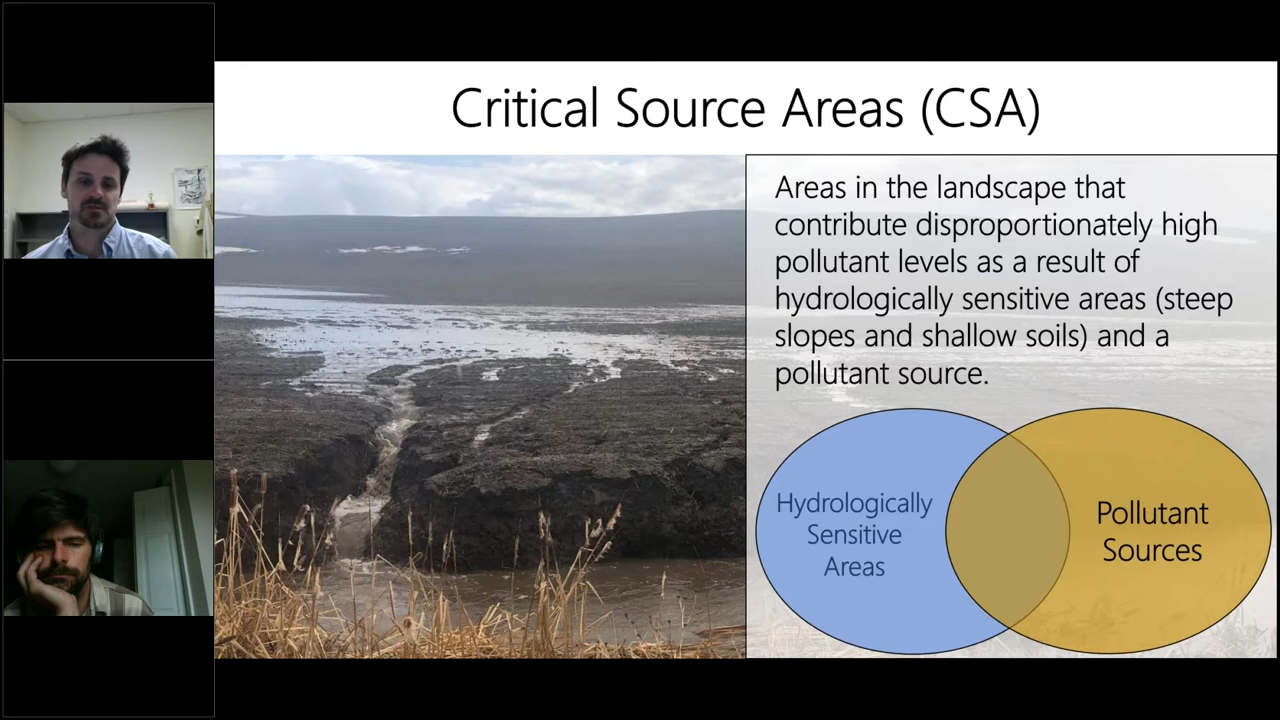 Critical Source Areas (CSA)
Areas in the landscape that
contribute disproportionately high
pollutant levels as a result of
hydrologically sensitive areas (steep
slopes and shallow soils) and a
pollutant source.
Hydrologically
Sensitive
Areas
Pollutant
Sources